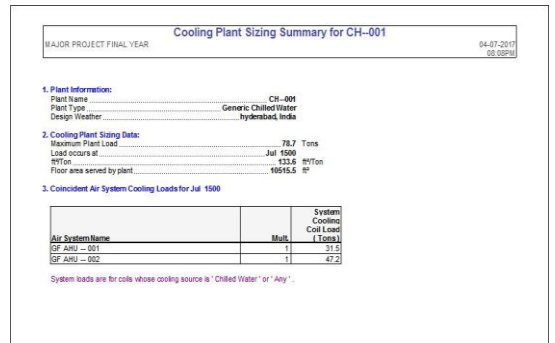 Cooling Plant Sizing Summary for CH--001
MAJOR PROJECT FINAL YEAR 04-07-2017
08:08PM
1. Plant Information:
Plant Name CH--001
Plant Type Generic Chilled Water
Design Weather hyderabad, India
2. Cooling Plant Sizing Data:
Maximum Plant Load 78.7 Tons
Load occurs at Jul 1500
ft²/Ton 133.6 ft²/Ton
Floor area served by plant 10515.5 ft²
3. Coincident Air System Cooling Loads for Jul 1500
Air System Name Mult. System Cooling Coil Load ( Tons )
GF AHU -- 001 1 31.5
GF AHU -- 002 1 47.2
System loads are for coils whose cooling source is ' Chilled Water ' or ' Any ' .